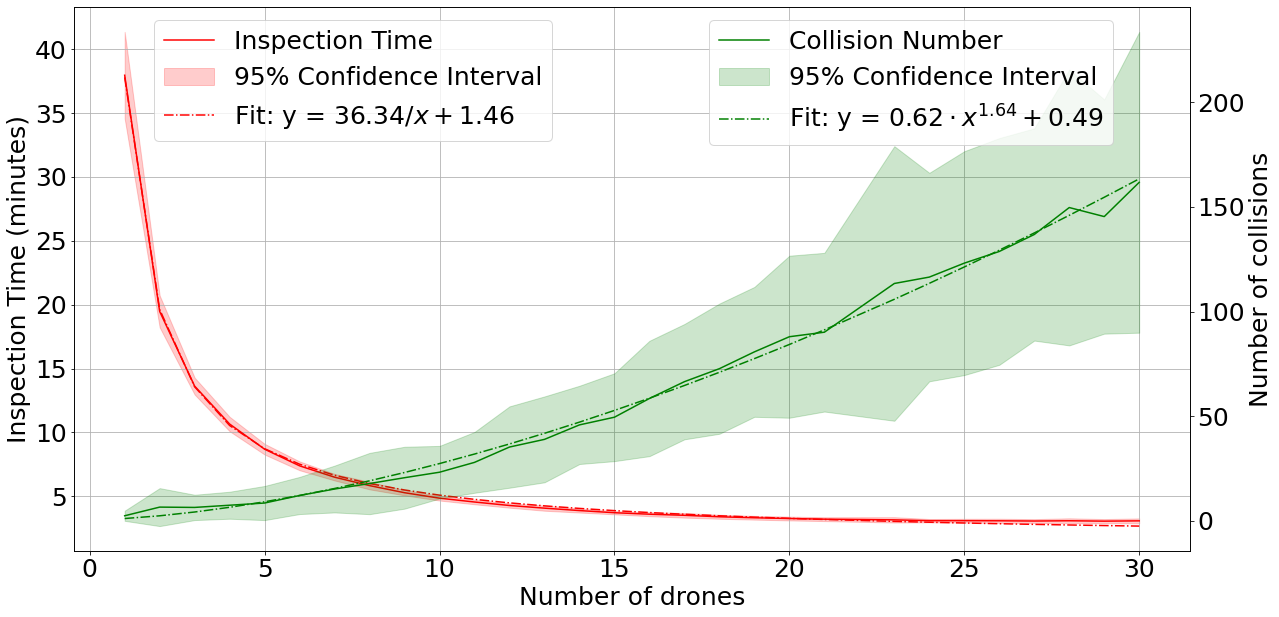 Inspection Time
95% Confidence Interval
Fit: y = 36.34/x + 1.46
Collision Number
95% Confidence Interval
Fit: y = 0.62 · x^1.64 + 0.49
Inspection Time (minutes)
40
35
30
25
20
15
10
5
Number of collisions
200
150
100
50
0
0 5 10 15 20 25 30
Number of drones